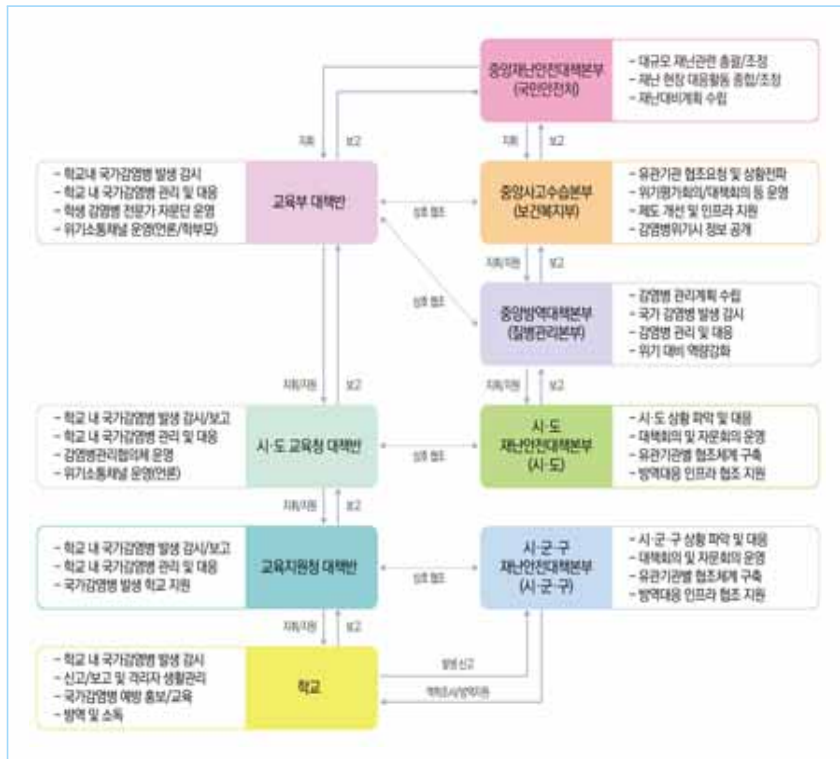 중앙재난안전대책본부
(국민안전처)
- 대규모 재난관련 총괄/조정
- 재난 현장 대응활동 종합/조정
- 재난대비계획 수립
지휘
보고
지휘
보고
- 학교내 국가감염병 발생 감시
- 학교 내 국가감염병 관리 및 대응
- 학생 감염병 전문가 자문단 운영
- 위기소통채널 운영(언론/학부모)
교육부 대책반
상호 협조
중앙사고수습본부
(보건복지부)
- 유관기관 협조요청 및 상황전파
- 위기평가회의/대책회의 등 운영
- 제도 개선 및 인프라 지원
- 감염병위기시 정보 공개
지휘/지원
보고
상호 협조
중앙방역대책본부
(질병관리본부)
- 감염병 관리계획 수립
- 국가 감염병 발생 감시
- 감염병 관리 및 대응
- 위기 대비 역량강화
지휘/지원
보고
지휘/지원
보고
- 학교 내 국가감염병 발생 감시/보고
- 학교 내 국가감염병 관리 및 대응
- 감염병관리협의체 운영
- 위기소통채널 운영(언론)
시·도 교육청 대책반
상호 협조
시·도
재난안전대책본부
(시·도)
- 시·도 상황 파악 및 대응
- 대책회의 및 자문회의 운영
- 유관기관별 협조체계 구축
- 방역대응 인프라 협조 지원
지휘/지원
보고
- 학교 내 국가감염병 발생 감시/보고
- 학교 내 국가감염병 관리 및 대응
- 국가감염병 발생 학교 지원
교육지원청 대책반
상호 협조
시·군·구
재난안전대책본부
(시·군·구)
- 시·군·구 상황 파악 및 대응
- 대책회의 및 자문회의 운영
- 유관기관별 협조체계 구축
- 방역대응 인프라 협조 지원
지휘/지원
보고
- 학교 내 국가감염병 발생 감시
- 신고/보고 및 격리자 생활관리
- 국가감염병 예방 홍보/교육
- 방역 및 소독
학교
발생 신고
역학조사/방역지원